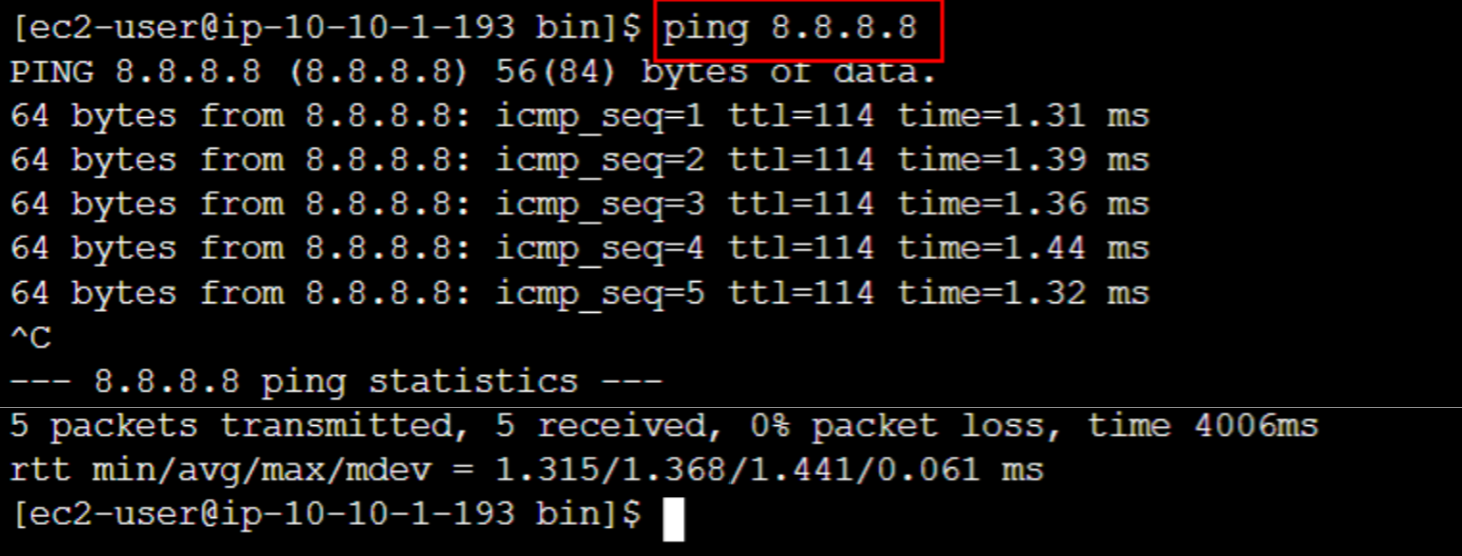 [ec2-user@ip-10-10-1-193 bin]$ ping 8.8.8.8
PING 8.8.8.8 (8.8.8.8) 56(84) bytes of data.
64 bytes from 8.8.8.8: icmp_seq=1 ttl=114 time=1.31 ms
64 bytes from 8.8.8.8: icmp_seq=2 ttl=114 time=1.39 ms
64 bytes from 8.8.8.8: icmp_seq=3 ttl=114 time=1.36 ms
64 bytes from 8.8.8.8: icmp_seq=4 ttl=114 time=1.44 ms
64 bytes from 8.8.8.8: icmp_seq=5 ttl=114 time=1.32 ms
^C
--- 8.8.8.8 ping statistics ---
5 packets transmitted, 5 received, 0% packet loss, time 4006ms
rtt min/avg/max/mdev = 1.315/1.368/1.441/0.061 ms
[ec2-user@ip-10-10-1-193 bin]$